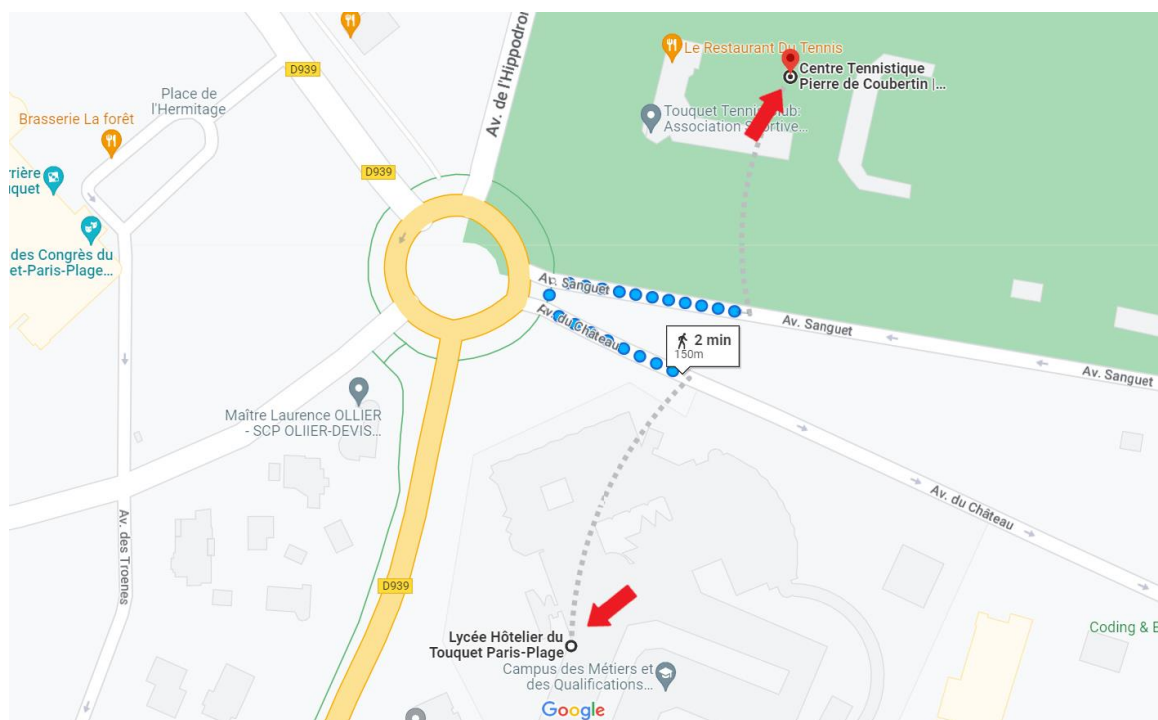 D939
Av. de l'Hippodrom
Le Restaurant Du Tennis
Centre Tennistique
Pierre de Coubertin |...
Place de
l'Hermitage
Brasserie La forêt
Touquet Tennis Club:
Association Sportive...
D939
rrière
uquet
des Congrès du
et-Paris-Plage...
Av. Sanguet
Av. du Château
Av. Sanguet
2 min
150m
Av. Sanguet
Maître Laurence OLLIER
- SCP OLIIER-DEVIS...
Av. du Château
Av. des Troenes
D939
Lycée Hôtelier du
Touquet Paris-Plage
Coding & B
Campus des Métiers et
des Qualifications...
Google